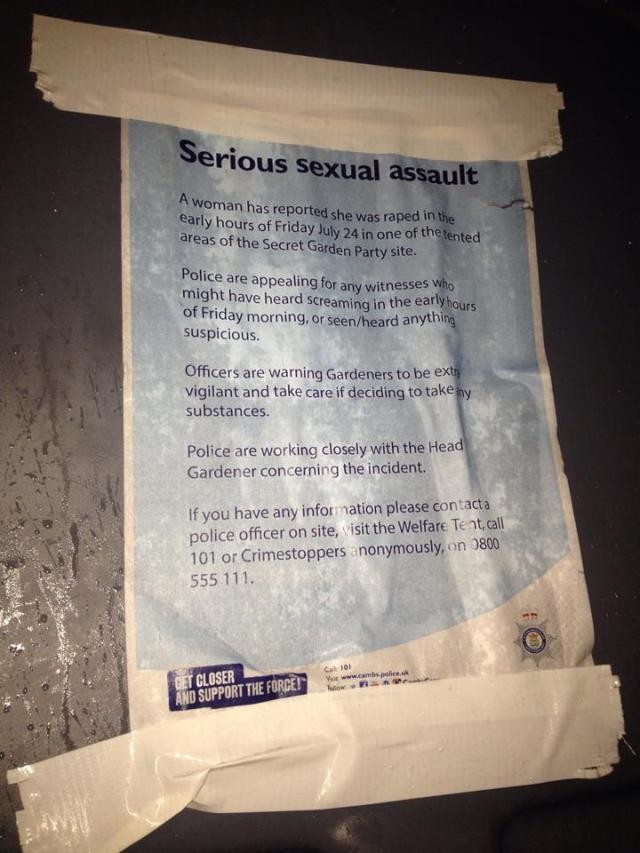 Serious sexual assault
A woman has reported she was raped in the
early hours of Friday July 24 in one of the tented
areas of the Secret Garden Party site.
Police are appealing for any witnesses who
might have heard screaming in the early hours
of Friday morning, or seen/heard anything
suspicious.
Officers are warning Gardeners to be extra
vigilant and take care if deciding to take any
substances.
Police are working closely with the Head
Gardener concerning the incident.
If you have any information please contact a
police officer on site, visit the Welfare Tent, call
101 or Crimestoppers anonymously, on 0800
555 111.
GET CLOSER
AND SUPPORT THE FORCE!
Call: 101
Visit: www.cambs.police.uk
Follow: